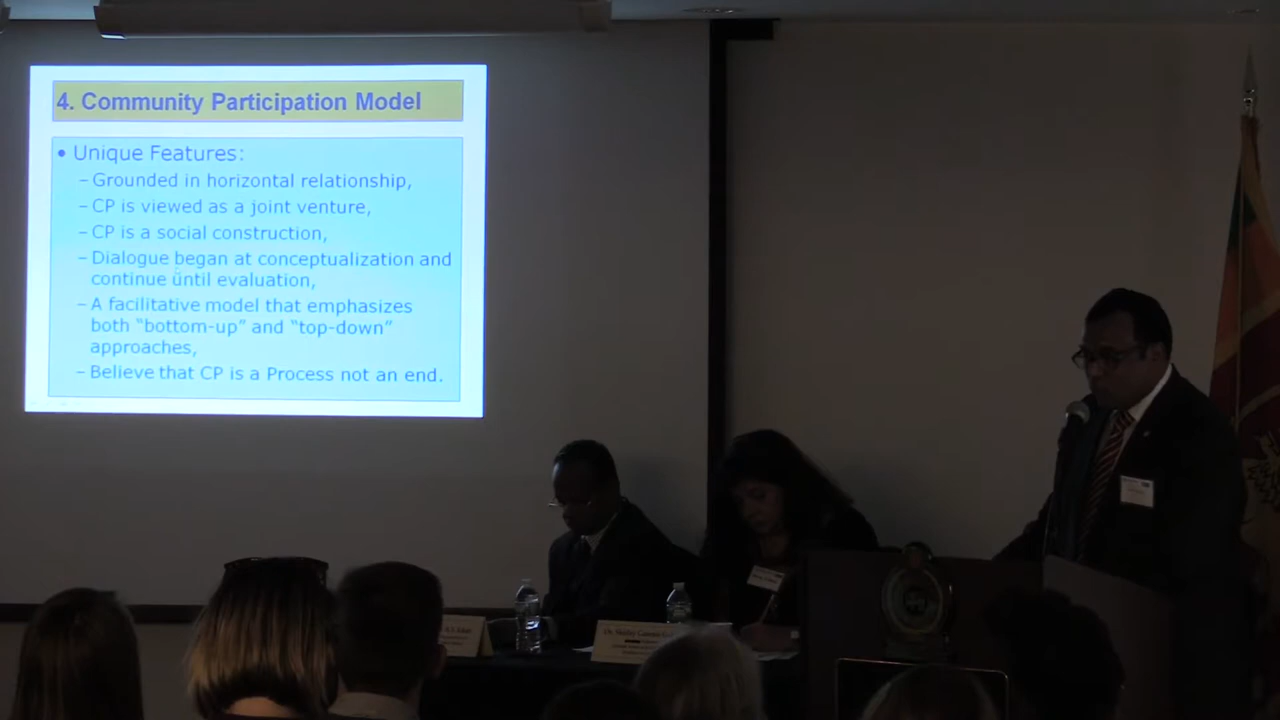 4. Community Participation Model
• Unique Features:
– Grounded in horizontal relationship,
– CP is viewed as a joint venture,
– CP is a social construction,
– Dialogue began at conceptualization and
continue until evaluation,
– A facilitative model that emphasizes
both “bottom-up” and “top-down”
approaches,
– Believe that CP is a Process not an end.